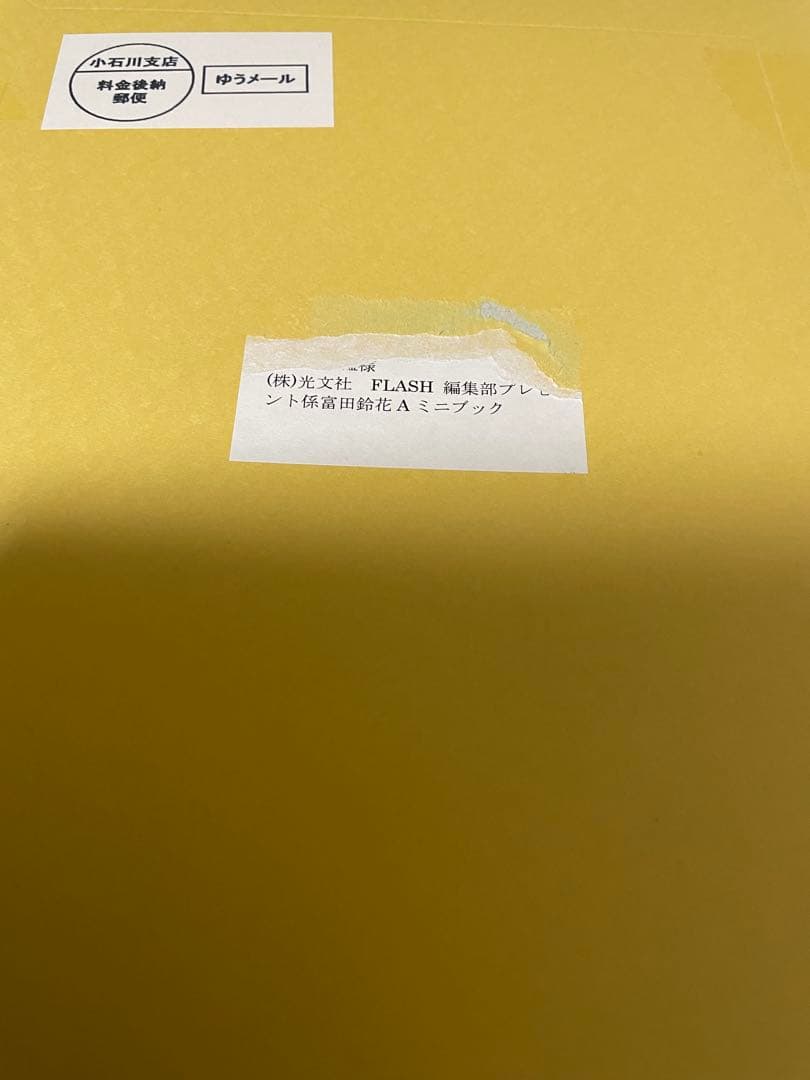 小石川支店
料金後納
郵便
ゆうメール
様
(株)光文社 FLASH 編集部プレゼ
ント係富田鈴花 A ミニブック